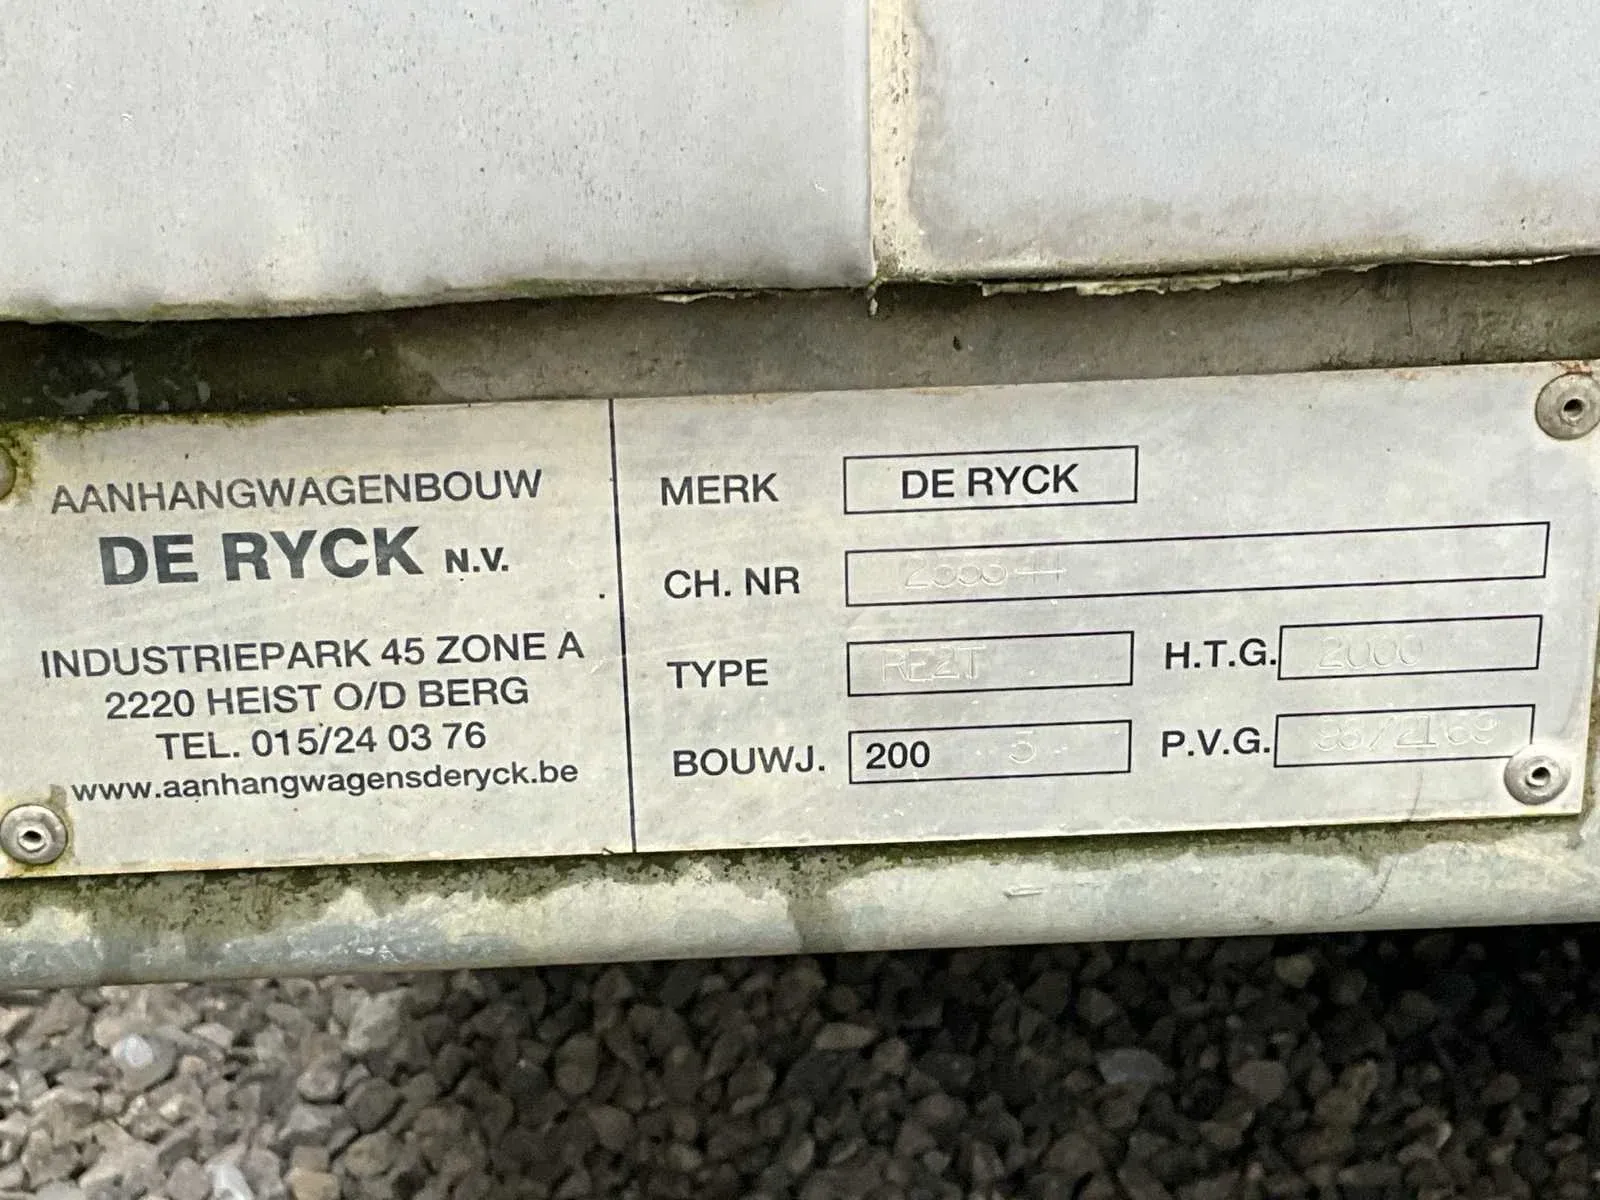 AANHANGWAGENBOUW
DE RYCK N.V.
INDUSTRIEPARK 45 ZONE A
2220 HEIST O/D BERG
TEL. 015/24 03 76
www.aanhangwagensderyck.be
MERK DE RYCK
CH. NR
TYPE RE2T H.T.G. 2000
BOUWJ. 200 5 P.V.G.